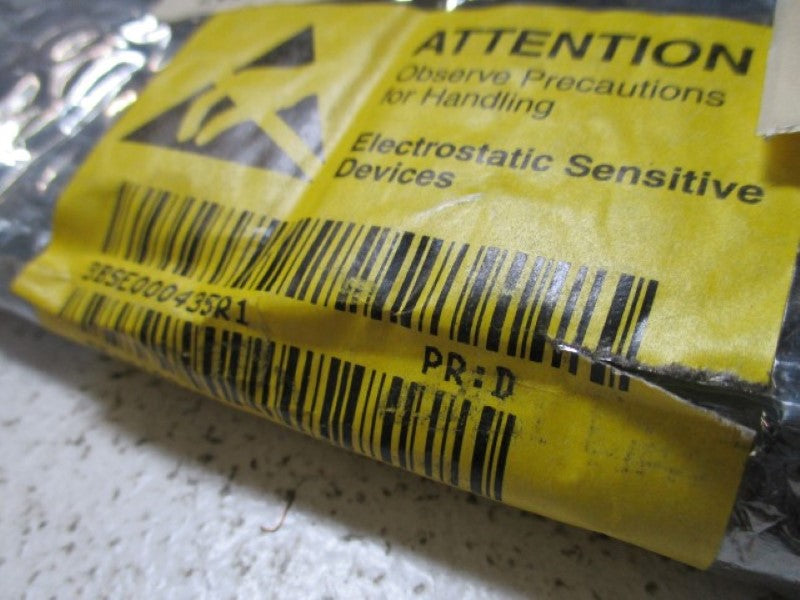 ATTENTION
Observe Precautions
for Handling
Electrostatic Sensitive
Devices
3BSE000435R1
PR:D